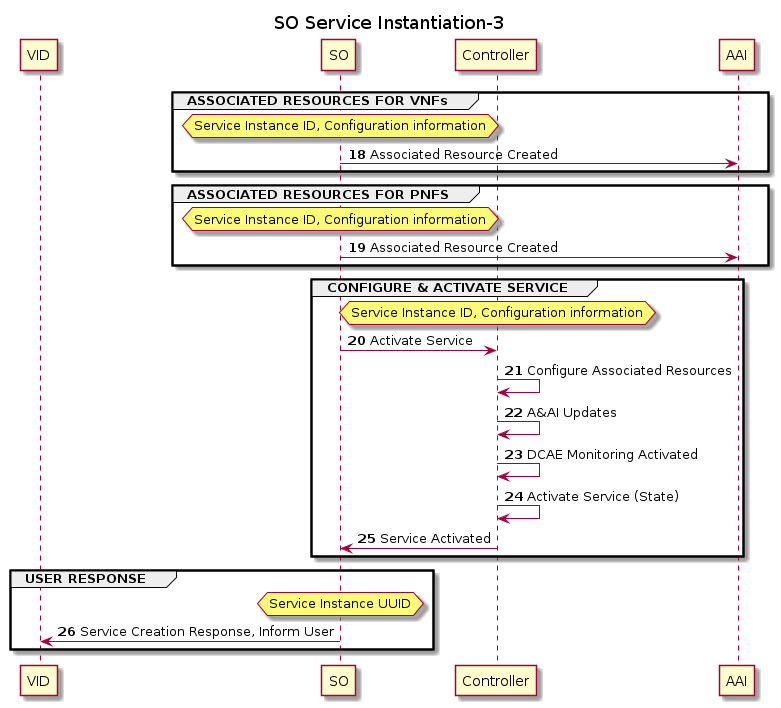 SO Service Instantiation-3
VID
SO
Controller
AAI
ASSOCIATED RESOURCES FOR VNFs
Service Instance ID, Configuration information
18 Associated Resource Created
ASSOCIATED RESOURCES FOR PNFS
Service Instance ID, Configuration information
19 Associated Resource Created
CONFIGURE & ACTIVATE SERVICE
Service Instance ID, Configuration information
20 Activate Service
21 Configure Associated Resources
22 A&AI Updates
23 DCAE Monitoring Activated
24 Activate Service (State)
25 Service Activated
USER RESPONSE
Service Instance UUID
26 Service Creation Response, Inform User
VID
SO
Controller
AAI